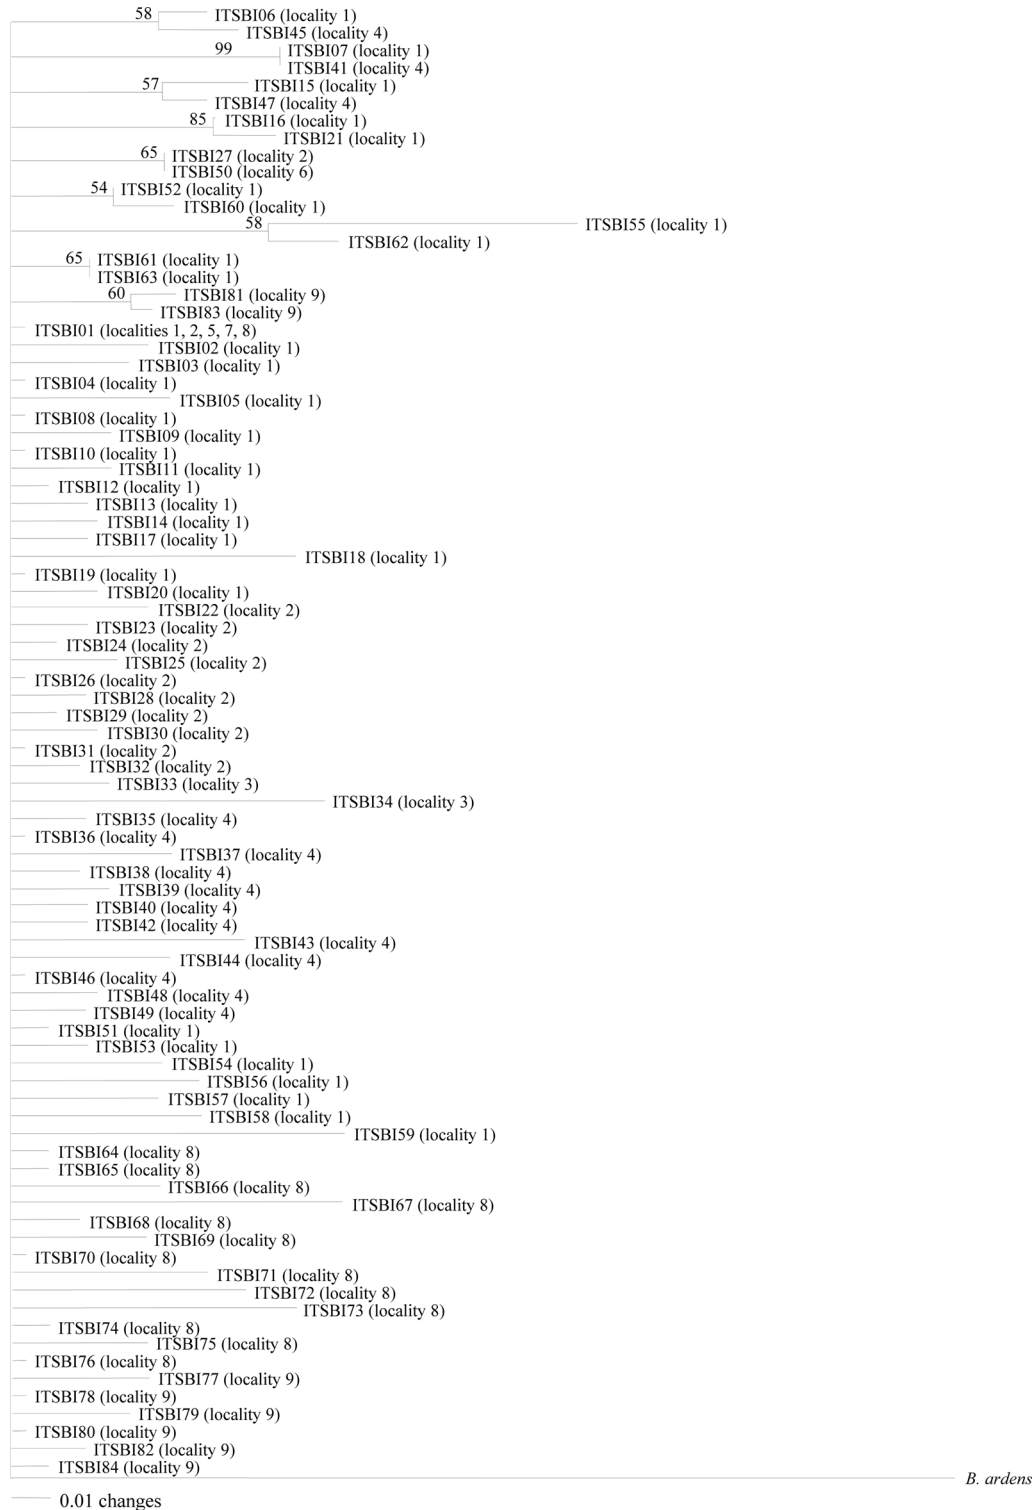 58
ITSBI06 (locality 1)
ITSBI45 (locality 4)
99
ITSBI07 (locality 1)
ITSBI41 (locality 4)
57
ITSBI15 (locality 1)
ITSBI47 (locality 4)
85
ITSBI16 (locality 1)
ITSBI21 (locality 1)
65
ITSBI27 (locality 2)
ITSBI50 (locality 6)
54
ITSBI52 (locality 1)
ITSBI60 (locality 1)
58
ITSBI55 (locality 1)
ITSBI62 (locality 1)
65
ITSBI61 (locality 1)
ITSBI63 (locality 1)
60
ITSBI81 (locality 9)
ITSBI83 (locality 9)
ITSBI01 (localities 1, 2, 5, 7, 8)
ITSBI02 (locality 1)
ITSBI03 (locality 1)
ITSBI04 (locality 1)
ITSBI05 (locality 1)
ITSBI08 (locality 1)
ITSBI09 (locality 1)
ITSBI10 (locality 1)
ITSBI11 (locality 1)
ITSBI12 (locality 1)
ITSBI13 (locality 1)
ITSBI14 (locality 1)
ITSBI17 (locality 1)
ITSBI18 (locality 1)
ITSBI19 (locality 1)
ITSBI20 (locality 1)
ITSBI22 (locality 2)
ITSBI23 (locality 2)
ITSBI24 (locality 2)
ITSBI25 (locality 2)
ITSBI26 (locality 2)
ITSBI28 (locality 2)
ITSBI29 (locality 2)
ITSBI30 (locality 2)
ITSBI31 (locality 2)
ITSBI32 (locality 2)
ITSBI33 (locality 3)
ITSBI34 (locality 3)
ITSBI35 (locality 4)
ITSBI36 (locality 4)
ITSBI37 (locality 4)
ITSBI38 (locality 4)
ITSBI39 (locality 4)
ITSBI40 (locality 4)
ITSBI42 (locality 4)
ITSBI43 (locality 4)
ITSBI44 (locality 4)
ITSBI46 (locality 4)
ITSBI48 (locality 4)
ITSBI49 (locality 4)
ITSBI51 (locality 1)
ITSBI53 (locality 1)
ITSBI54 (locality 1)
ITSBI56 (locality 1)
ITSBI57 (locality 1)
ITSBI58 (locality 1)
ITSBI59 (locality 1)
ITSBI64 (locality 8)
ITSBI65 (locality 8)
ITSBI66 (locality 8)
ITSBI67 (locality 8)
ITSBI68 (locality 8)
ITSBI69 (locality 8)
ITSBI70 (locality 8)
ITSBI71 (locality 8)
ITSBI72 (locality 8)
ITSBI73 (locality 8)
ITSBI74 (locality 8)
ITSBI75 (locality 8)
ITSBI76 (locality 8)
ITSBI77 (locality 9)
ITSBI78 (locality 9)
ITSBI79 (locality 9)
ITSBI80 (locality 9)
ITSBI82 (locality 9)
ITSBI84 (locality 9)
B. ardens
0.01 changes